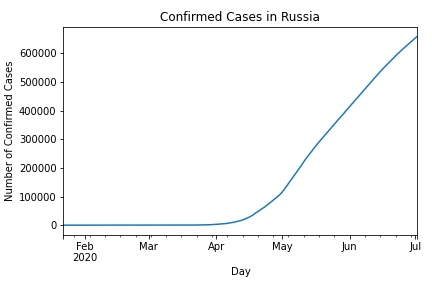 Confirmed Cases in Russia
Number of Confirmed Cases
600000
500000
400000
300000
200000
100000
0
Feb Mar Apr May Jun Jul
2020
Day